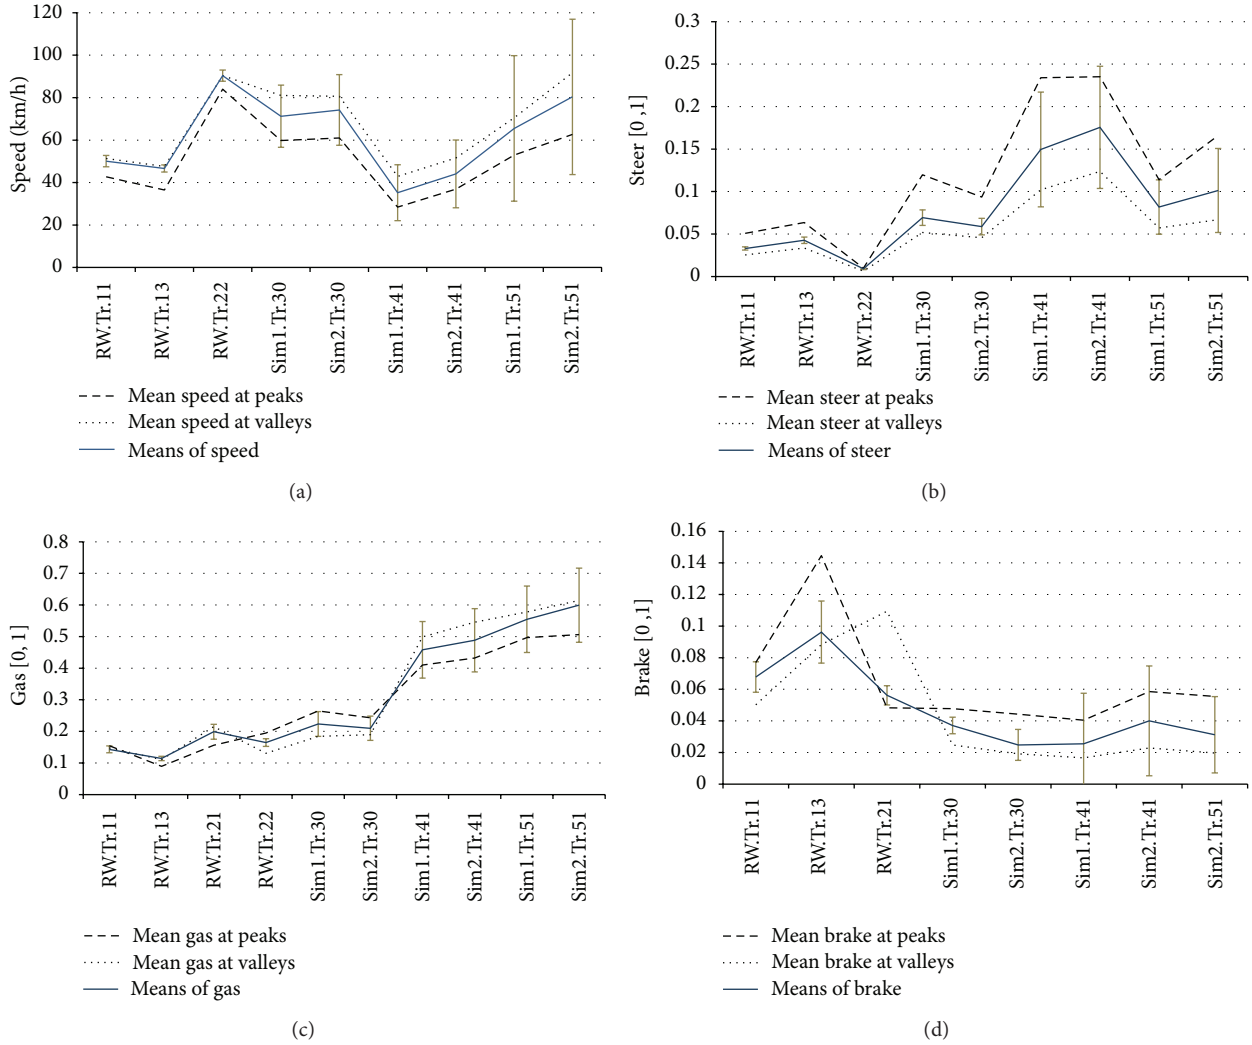 Speed (km/h)
120
100
80
60
40
20
0
RW.Tr.11
RW.Tr.13
RW.Tr.22
Sim1.Tr.30
Sim2.Tr.30
Sim1.Tr.41
Sim2.Tr.41
Sim1.Tr.51
Sim2.Tr.51
Mean speed at peaks
Mean speed at valleys
Means of speed
(a)
Steer [0 ,1]
0.3
0.25
0.2
0.15
0.1
0.05
0
RW.Tr.11
RW.Tr.13
RW.Tr.22
Sim1.Tr.30
Sim2.Tr.30
Sim1.Tr.41
Sim2.Tr.41
Sim1.Tr.51
Sim2.Tr.51
Mean steer at peaks
Mean steer at valleys
Means of steer
(b)
Gas [0, 1]
0.8
0.7
0.6
0.5
0.4
0.3
0.2
0.1
0
RW.Tr.11
RW.Tr.13
RW.Tr.21
RW.Tr.22
Sim1.Tr.30
Sim2.Tr.30
Sim1.Tr.41
Sim2.Tr.41
Sim1.Tr.51
Sim2.Tr.51
Mean gas at peaks
Mean gas at valleys
Means of gas
(c)
Brake [0 ,1]
0.16
0.14
0.12
0.1
0.08
0.06
0.04
0.02
0
RW.Tr.11
RW.Tr.13
RW.Tr.21
Sim1.Tr.30
Sim2.Tr.30
Sim1.Tr.41
Sim2.Tr.41
Sim2.Tr.51
Mean brake at peaks
Mean brake at valleys
Means of brake
(d)